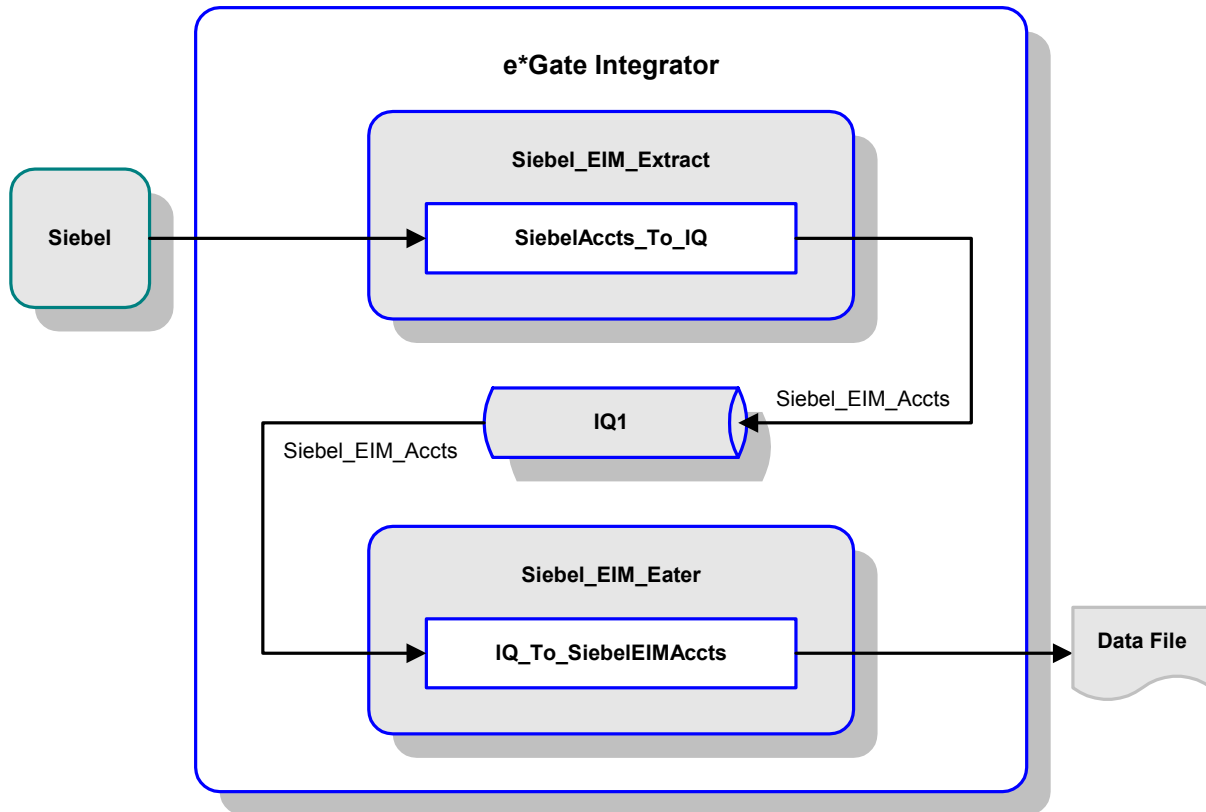 e*Gate Integrator
Siebel_EIM_Extract
Siebel
SiebelAccts_To_IQ
Siebel_EIM_Accts
IQ1
Siebel_EIM_Accts
Siebel_EIM_Eater
IQ_To_SiebelEIMAccts
Data File